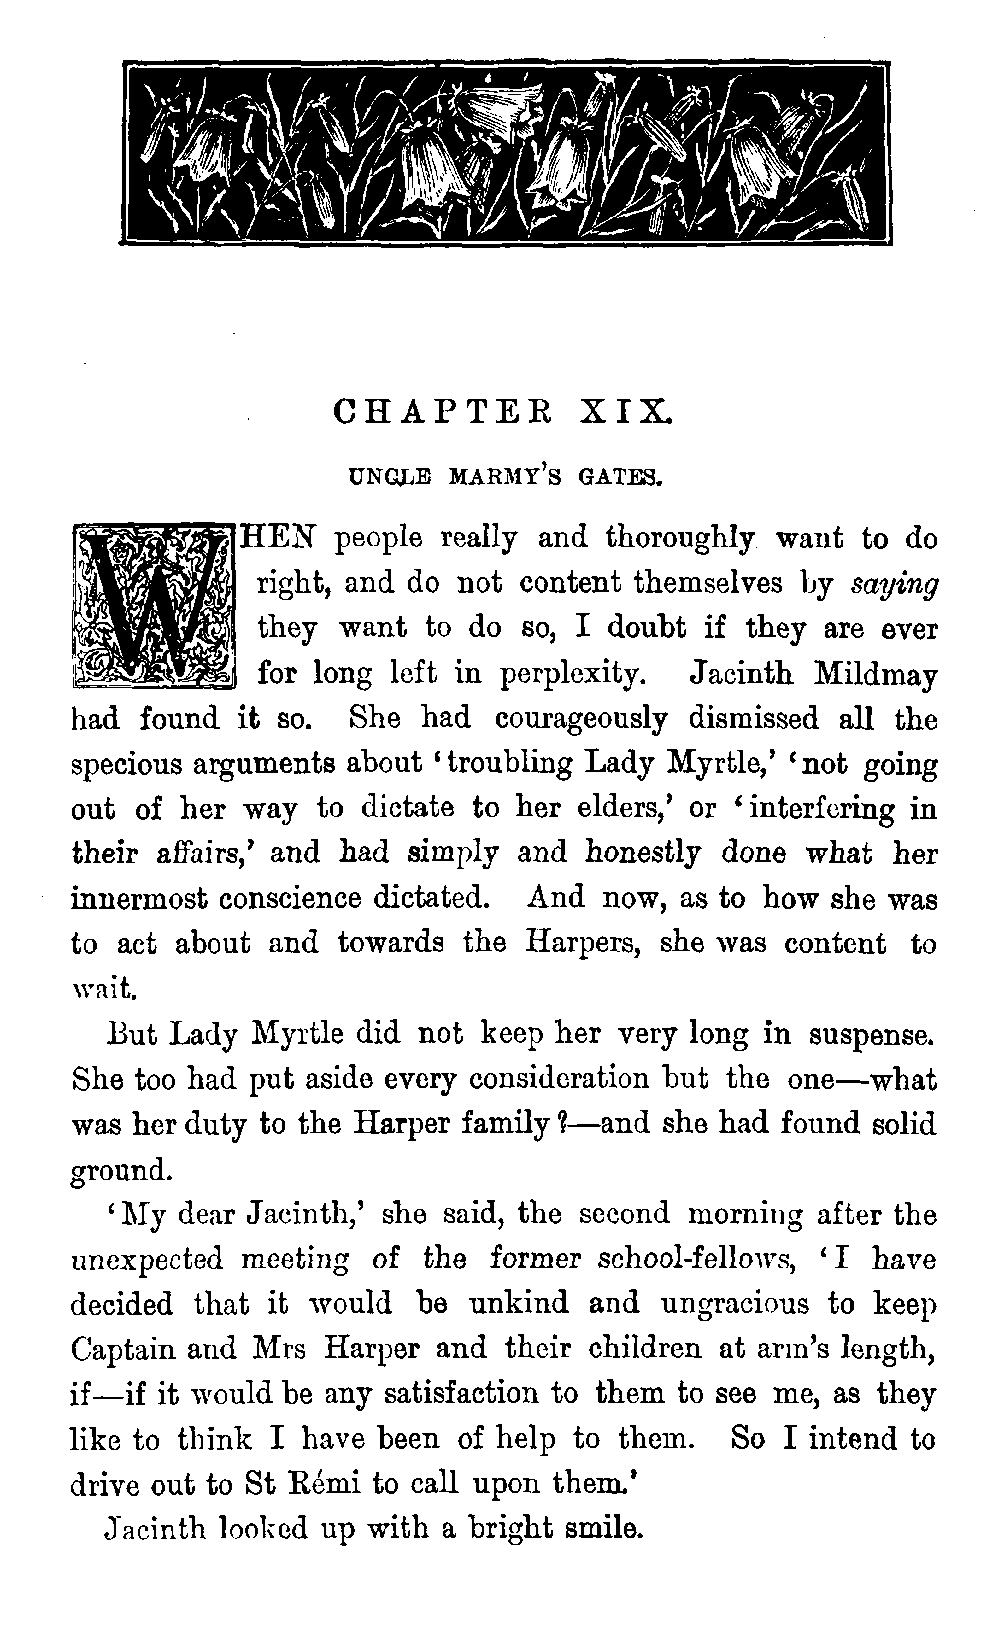 CHAPTER XIX.
UNCLE MARMY'S GATES.
WHEN people really and thoroughly want to do
right, and do not content themselves by saying
they want to do so, I doubt if they are ever
for long left in perplexity. Jacinth Mildmay
had found it so. She had courageously dismissed all the
specious arguments about ‘troubling Lady Myrtle,’ ‘not going
out of her way to dictate to her elders,’ or ‘interfering in
their affairs,’ and had simply and honestly done what her
innermost conscience dictated. And now, as to how she was
to act about and towards the Harpers, she was content to
wait.
But Lady Myrtle did not keep her very long in suspense.
She too had put aside every consideration but the one—what
was her duty to the Harper family?—and she had found solid
ground.
‘My dear Jacinth,’ she said, the second morning after the
unexpected meeting of the former school-fellows, ‘I have
decided that it would be unkind and ungracious to keep
Captain and Mrs Harper and their children at arm's length,
if—if it would be any satisfaction to them to see me, as they
like to think I have been of help to them. So I intend to
drive out to St Rémi to call upon them.’
Jacinth looked up with a bright smile.